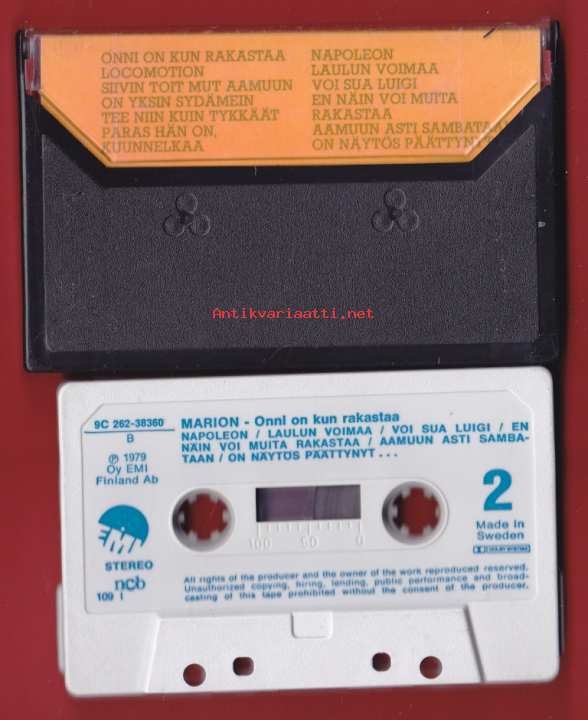 ONNI ON KUN RAKASTAA
LOCOMOTION
SIIVIN TOIT MUT AAMUUN
ON YKSIN SYDÄMEIN
TEE NIIN KUIN TYKKÄÄT
PARAS HÄN ON,
KUUNNELKAA
NAPOLEON
LAULUN VOIMAA
VOI SUA LUIGI
EN NÄIN VOI MUITA
RAKASTAA
AAMUUN ASTI SAMBATAAN
ON NÄYTÖS PÄÄTTYNYT
Antikvariaatti.net
9C 262-38360
B
℗ 1979
Oy EMI
Finland Ab
EMI
STEREO
ncb
109 I
MARION - Onni on kun rakastaa
NAPOLEON / LAULUN VOIMAA / VOI SUA LUIGI / EN
NÄIN VOI MUITA RAKASTAA / AAMUUN ASTI SAMBA-
TAAN / ON NÄYTÖS PÄÄTTYNYT ...
100 50 0
2
Made in
Sweden
DOLBY SYSTEM
All rights of the producer and the owner of the work reproduced reserved.
Unauthorized copying, hiring, lending, public performance and broad-
casting of this tape prohibited without the consent of the producer.